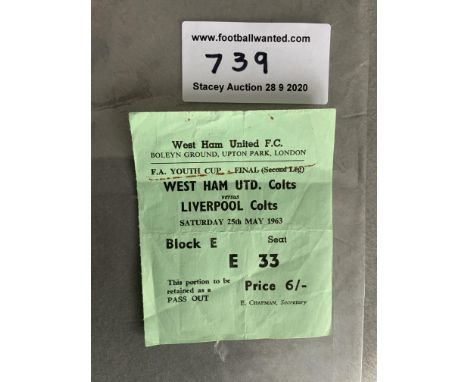 www.footballwanted.com
739
Stacey Auction 28 9 2020
West Ham United F.C.
BOLEYN GROUND, UPTON PARK, LONDON
F.A. YOUTH CUP - FINAL (Second Leg)
WEST HAM UTD. Colts
versus
LIVERPOOL Colts
SATURDAY 25th MAY 1963
Block E Seat
E 33
This portion to be
retained as a
PASS OUT
Price 6/-
E. CHAPMAN, Secretary